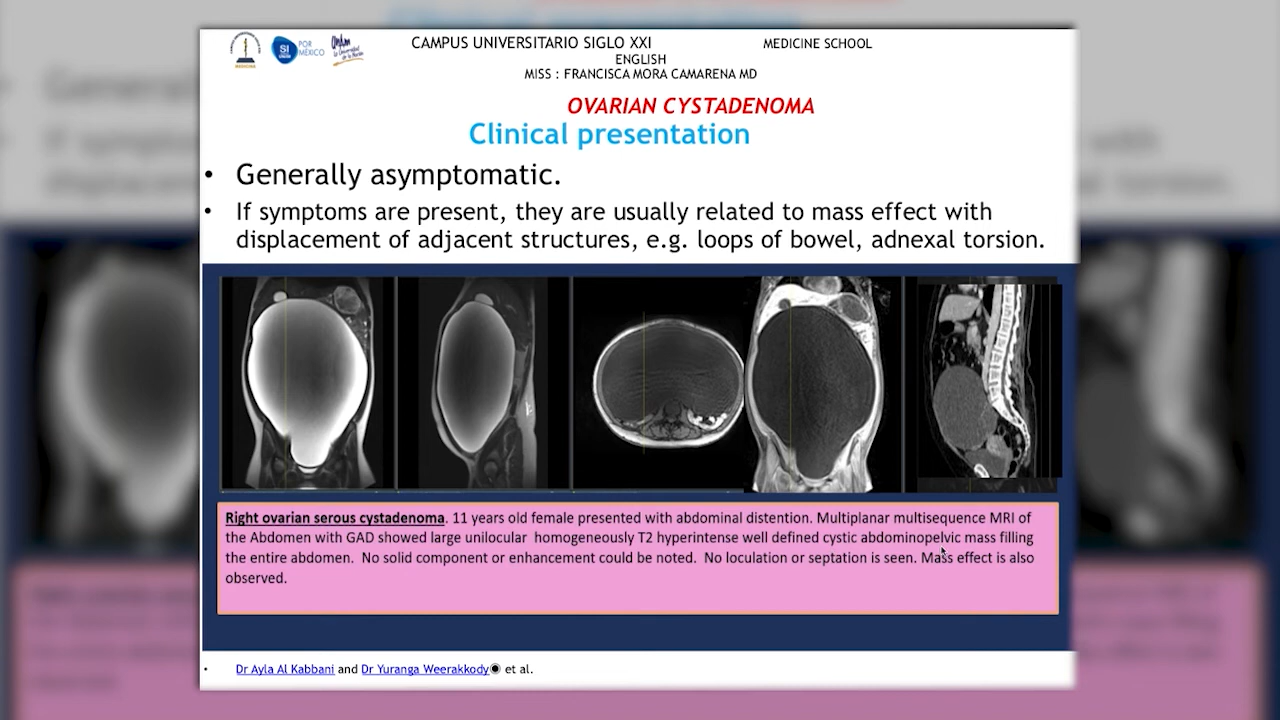 CAMPUS UNIVERSITARIO SIGLO XXI MEDICINE SCHOOL
ENGLISH
MISS : FRANCISCA MORA CAMARENA MD
MEDICINE
SI
POR
MÉXICO
OVARIAN CYSTADENOMA
Clinical presentation
• Generally asymptomatic.
• If symptoms are present, they are usually related to mass effect with
displacement of adjacent structures, e.g. loops of bowel, adnexal torsion.
Right ovarian serous cystadenoma. 11 years old female presented with abdominal distention. Multiplanar multisequence MRI of
the Abdomen with GAD showed large unilocular homogeneously T2 hyperintense well defined cystic abdominopelvic mass filling
the entire abdomen. No solid component or enhancement could be noted. No loculation or septation is seen. Mass effect is also
observed.
• Dr Ayla Al Kabbani and Dr Yuranga Weerakkody◉ et al.